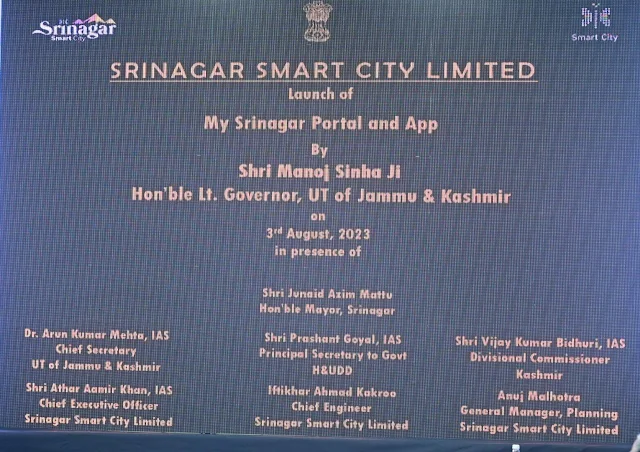 Srinagar
Smart City
Smart City
SRINAGAR SMART CITY LIMITED
Launch of
My Srinagar Portal and App
By
Shri Manoj Sinha Ji
Hon'ble Lt. Governor, UT of Jammu & Kashmir
on
3rd August, 2023
in presence of
Shri Junaid Azim Mattu
Hon'ble Mayor, Srinagar
Dr. Arun Kumar Mehta, IAS
Chief Secretary
UT of Jammu & Kashmir
Shri Prashant Goyal, IAS
Principal Secretary to Govt
H&UDD
Shri Vijay Kumar Bidhuri, IAS
Divisional Commissioner
Kashmir
Shri Athar Aamir Khan, IAS
Chief Executive Officer
Srinagar Smart City Limited
Iftikhar Ahmad Kakroo
Chief Engineer
Srinagar Smart City Limited
Anuj Malhotra
General Manager, Planning
Srinagar Smart City Limited